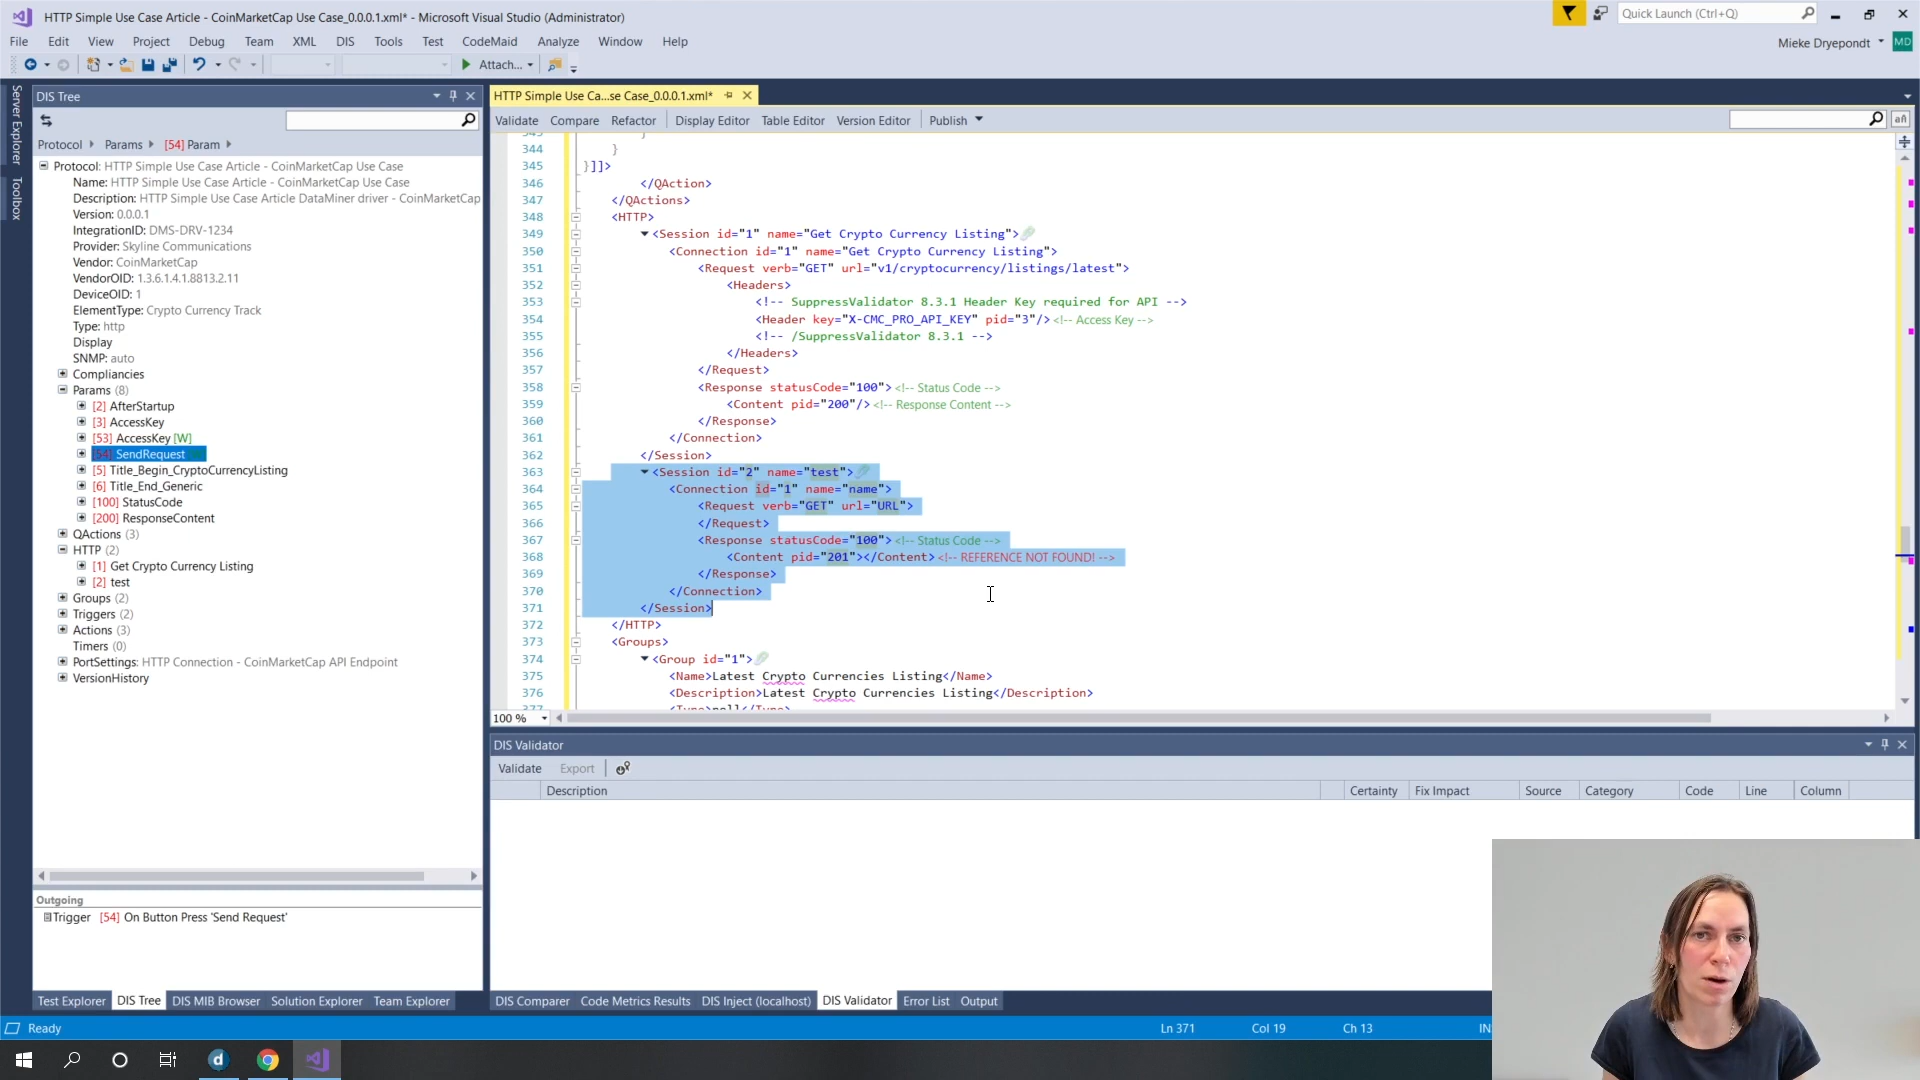 HTTP Simple Use Case Article - CoinMarketCap Use Case_0.0.0.1.xml* - Microsoft Visual Studio (Administrator)
Quick Launch (Ctrl+Q)
File Edit View Project Debug Team XML DIS Tools Test CodeMaid Analyze Window Help
Mieke Dryepondt MD
Attach...
Server Explorer
Toolbox
DIS Tree
Protocol Params [54] Param
Protocol: HTTP Simple Use Case Article - CoinMarketCap Use Case
Name: HTTP Simple Use Case Article - CoinMarketCap Use Case
Description: HTTP Simple Use Case Article DataMiner driver - CoinMarketCap
Version: 0.0.0.1
IntegrationID: DMS-DRV-1234
Provider: Skyline Communications
Vendor: CoinMarketCap
VendorOID: 1.3.6.1.4.1.8813.2.11
DeviceOID: 1
ElementType: Crypto Currency Track
Type: http
Display
SNMP: auto
Compliancies
Params (8)
[2] AfterStartup
[3] AccessKey
[53] AccessKey [W]
[54] SendRequest
[5] Title_Begin_CryptoCurrencyListing
[6] Title_End_Generic
[100] StatusCode
[200] ResponseContent
QActions (3)
HTTP (2)
[1] Get Crypto Currency Listing
[2] test
Groups (2)
Triggers (2)
Actions (3)
Timers (0)
PortSettings: HTTP Connection - CoinMarketCap API Endpoint
VersionHistory
Outgoing
Trigger [54] On Button Press 'Send Request'
Test Explorer DIS Tree DIS MIB Browser Solution Explorer Team Explorer
HTTP Simple Use Ca...se Case_0.0.0.1.xml*
Validate Compare Refactor Display Editor Table Editor Version Editor Publish
343 }
344 }
345 }]]>
346 </QAction>
347 </QActions>
348 <HTTP>
349 <Session id="1" name="Get Crypto Currency Listing">
350 <Connection id="1" name="Get Crypto Currency Listing">
351 <Request verb="GET" url="v1/cryptocurrency/listings/latest">
352 <Headers>
353 <!-- SuppressValidator 8.3.1 Header Key required for API -->
354 <Header key="X-CMC_PRO_API_KEY" pid="3"/> <!-- Access Key -->
355 <!-- /SuppressValidator 8.3.1 -->
356 </Headers>
357 </Request>
358 <Response statusCode="100"> <!-- Status Code -->
359 <Content pid="200"/> <!-- Response Content -->
360 </Response>
361 </Connection>
362 </Session>
363 <Session id="2" name="test">
364 <Connection id="1" name="name">
365 <Request verb="GET" url="URL">
366 </Request>
367 <Response statusCode="100"> <!-- Status Code -->
368 <Content pid="201"></Content> <!-- REFERENCE NOT FOUND! -->
369 </Response>
370 </Connection>
371 </Session>
372 </HTTP>
373 <Groups>
374 <Group id="1">
375 <Name>Latest Crypto Currencies Listing</Name>
376 <Description>Latest Crypto Currencies Listing</Description>
377 <Type>poll</Type>
100 %
DIS Validator
Validate Export
Description Certainty Fix Impact Source Category Code Line Column
DIS Comparer Code Metrics Results DIS Inject (localhost) DIS Validator Error List Output
Ready Ln 371 Col 19 Ch 13